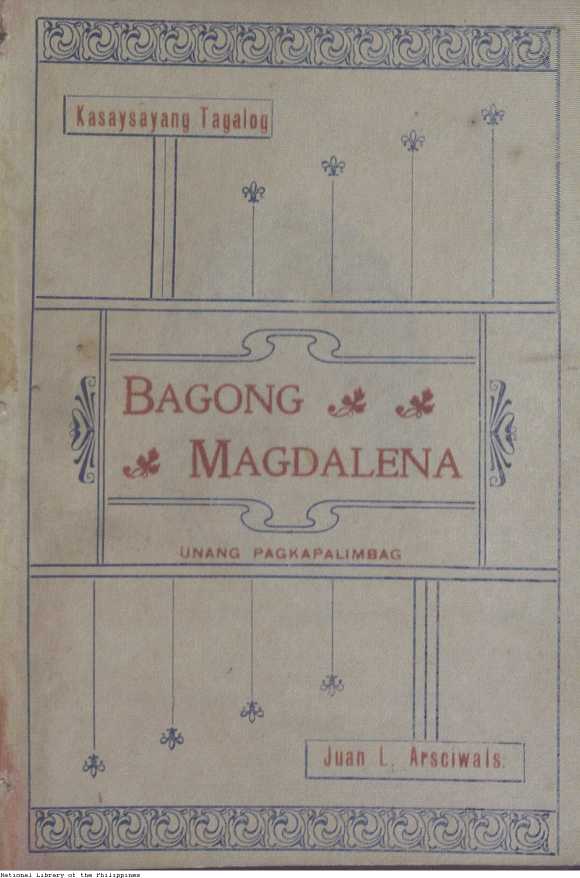 Kasaysayang Tagalog
BAGONG
MAGDALENA
UNANG PAGKAPALIMBAG
Juan L. Arsciwals.
National Library of the Philippines